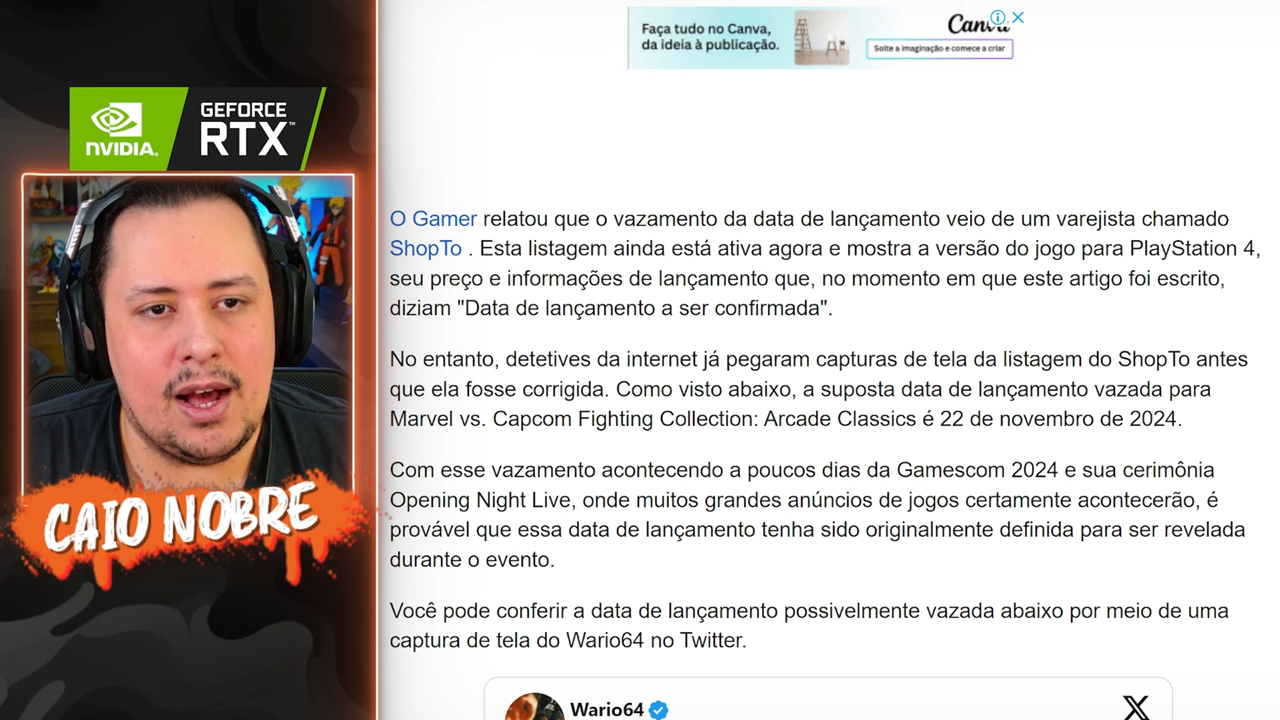 Faça tudo no Canva,
da ideia à publicação.
Canva
Solte a imaginação e comece a criar
NVIDIA.
GEFORCE
RTX™
CAIO NOBRE
O Gamer relatou que o vazamento da data de lançamento veio de um varejista chamado
ShopTo . Esta listagem ainda está ativa agora e mostra a versão do jogo para PlayStation 4,
seu preço e informações de lançamento que, no momento em que este artigo foi escrito,
diziam "Data de lançamento a ser confirmada".
No entanto, detetives da internet já pegaram capturas de tela da listagem do ShopTo antes
que ela fosse corrigida. Como visto abaixo, a suposta data de lançamento vazada para
Marvel vs. Capcom Fighting Collection: Arcade Classics é 22 de novembro de 2024.
Com esse vazamento acontecendo a poucos dias da Gamescom 2024 e sua cerimônia
Opening Night Live, onde muitos grandes anúncios de jogos certamente acontecerão, é
provável que essa data de lançamento tenha sido originalmente definida para ser revelada
durante o evento.
Você pode conferir a data de lançamento possivelmente vazada abaixo por meio de uma
captura de tela do Wario64 no Twitter.
Wario64